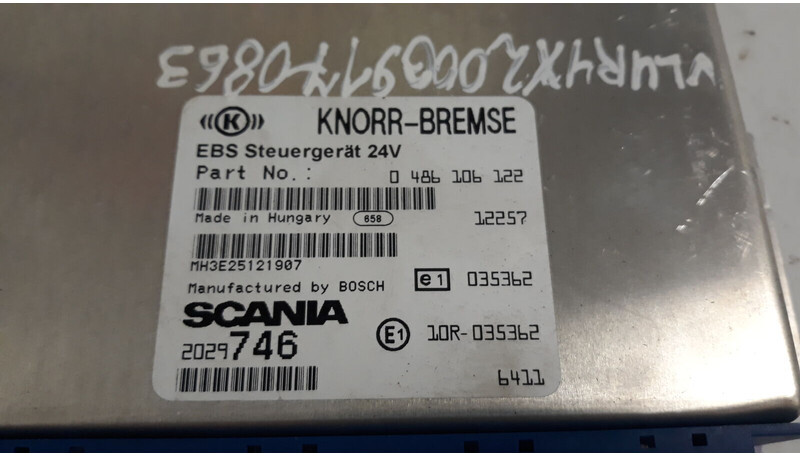 VLUR4X20039170863
K KNORR-BREMSE
EBS Steuergerät 24V
Part No.: 0 486 106 122
Made in Hungary 658 12257
MH3E25121907
Manufactured by BOSCH e1 035362
SCANIA
2029746 E1 10R-035362
6411